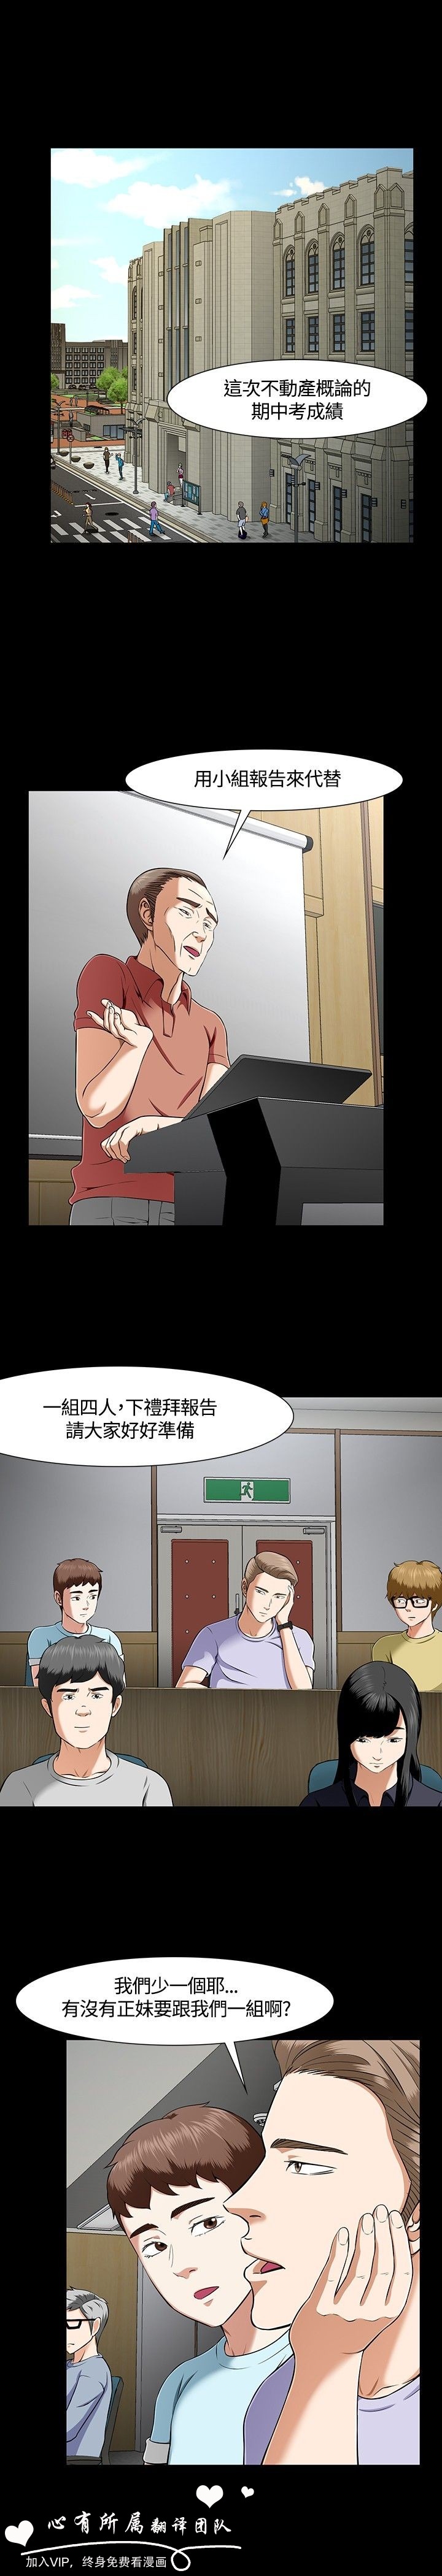 這次不動產概論的
期中考成績
用小組報告來代替
一組四人，下禮拜報告
請大家好好準備
我們少一個耶...
有沒有正妹要跟我們一組啊?
心有所属翻译团队
加入VIP，终身免费看漫画